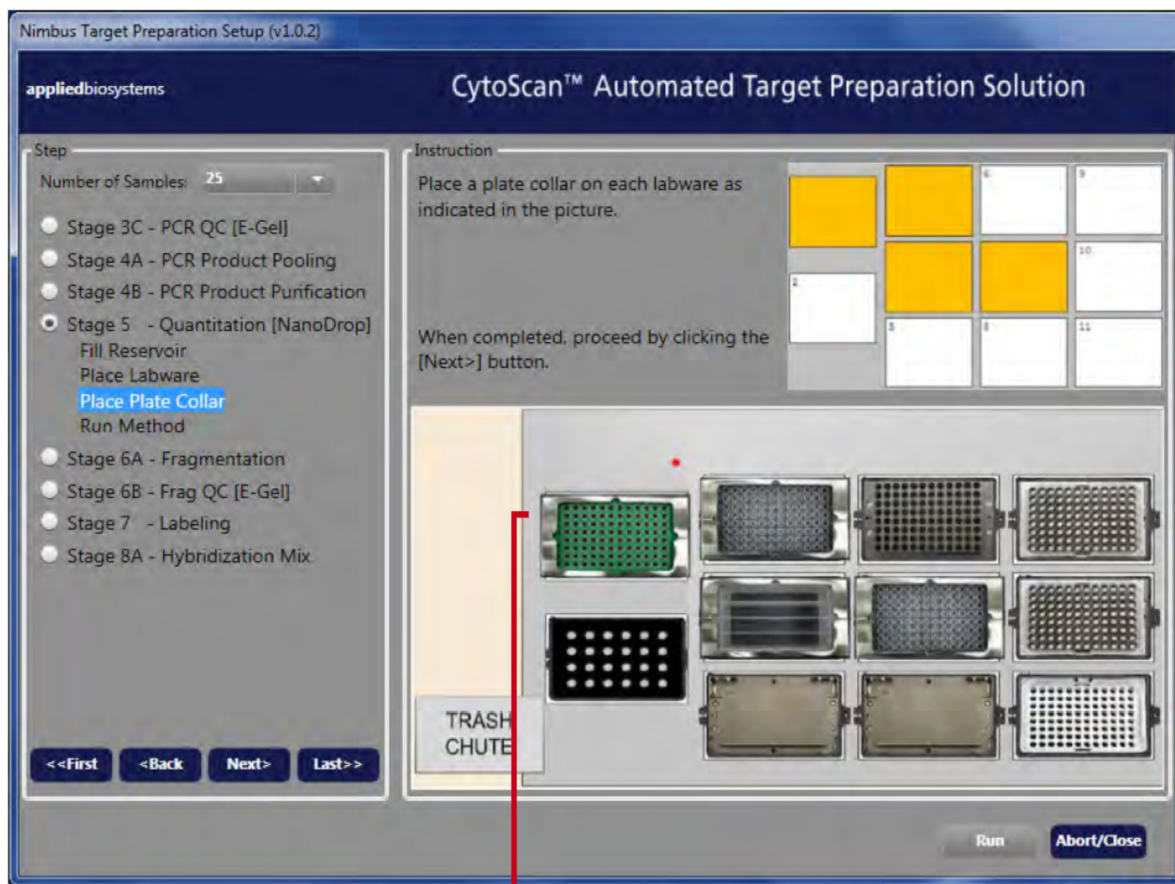 Nimbus Target Preparation Setup (v1.0.2)
appliedbiosystems
CytoScan™ Automated Target Preparation Solution
Step
Number of Samples: 25
Stage 3C - PCR QC [E-Gel]
Stage 4A - PCR Product Pooling
Stage 4B - PCR Product Purification
Stage 5 - Quantitation [NanoDrop]
Fill Reservoir
Place Labware
Place Plate Collar
Run Method
Stage 6A - Fragmentation
Stage 6B - Frag QC [E-Gel]
Stage 7 - Labeling
Stage 8A - Hybridization Mix
<<First
<Back
Next>
Last>>
Instruction
Place a plate collar on each labware as
indicated in the picture.
When completed, proceed by clicking the
[Next>] button.
6
9
2
10
5
8
11
TRASH
CHUTE
Run
Abort/Close